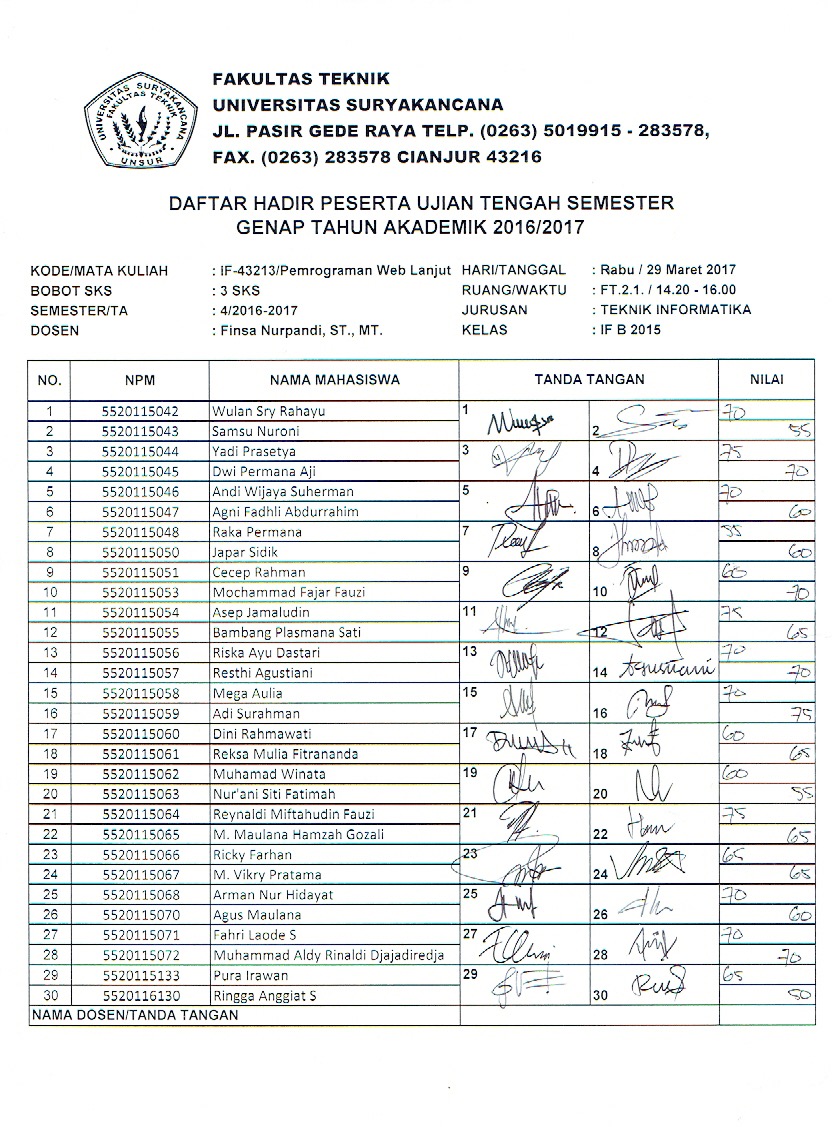 FAKULTAS TEKNIK
UNIVERSITAS SURYAKANCANA
JL. PASIR GEDE RAYA TELP. (0263) 5019915 - 283578,
FAX. (0263) 283578 CIANJUR 43216
UNIVERSITAS SURYAKANCANA
FAKULTAS TEKNIK
UNSUR
DAFTAR HADIR PESERTA UJIAN TENGAH SEMESTER
GENAP TAHUN AKADEMIK 2016/2017
KODE/MATA KULIAH : IF-43213/Pemrograman Web Lanjut HARI/TANGGAL : Rabu / 29 Maret 2017
BOBOT SKS : 3 SKS RUANG/WAKTU : FT.2.1. / 14.20 - 16.00
SEMESTER/TA : 4/2016-2017 JURUSAN : TEKNIK INFORMATIKA
DOSEN : Finsa Nurpandi, ST., MT. KELAS : IF B 2015
NO. NPM NAMA MAHASISWA TANDA TANGAN NILAI
1 5520115042 Wulan Sry Rahayu 1 70
2 5520115043 Samsu Nuroni 2 55
3 5520115044 Yadi Prasetya 3 75
4 5520115045 Dwi Permana Aji 4 70
5 5520115046 Andi Wijaya Suherman 5 70
6 5520115047 Agni Fadhli Abdurrahim 6 60
7 5520115048 Raka Permana 7 55
8 5520115050 Japar Sidik 8 60
9 5520115051 Cecep Rahman 9 60
10 5520115053 Mochammad Fajar Fauzi 10 70
11 5520115054 Asep Jamaludin 11 75
12 5520115055 Bambang Plasmana Sati 12 65
13 5520115056 Riska Ayu Dastari 13 70
14 5520115057 Resthi Agustiani 14 Agustiani 70
15 5520115058 Mega Aulia 15 70
16 5520115059 Adi Surahman 16 75
17 5520115060 Dini Rahmawati 17 60
18 5520115061 Reksa Mulia Fitrananda 18 65
19 5520115062 Muhamad Winata 19 60
20 5520115063 Nur'ani Siti Fatimah 20 55
21 5520115064 Reynaldi Miftahudin Fauzi 21 75
22 5520115065 M. Maulana Hamzah Gozali 22 65
23 5520115066 Ricky Farhan 23 65
24 5520115067 M. Vikry Pratama 24 65
25 5520115068 Arman Nur Hidayat 25 70
26 5520115070 Agus Maulana 26 60
27 5520115071 Fahri Laode S 27 70
28 5520115072 Muhammad Aldy Rinaldi Djajadiredja 28 70
29 5520115133 Pura Irawan 29 65
30 5520116130 Ringga Anggiat S 30 50
NAMA DOSEN/TANDA TANGAN